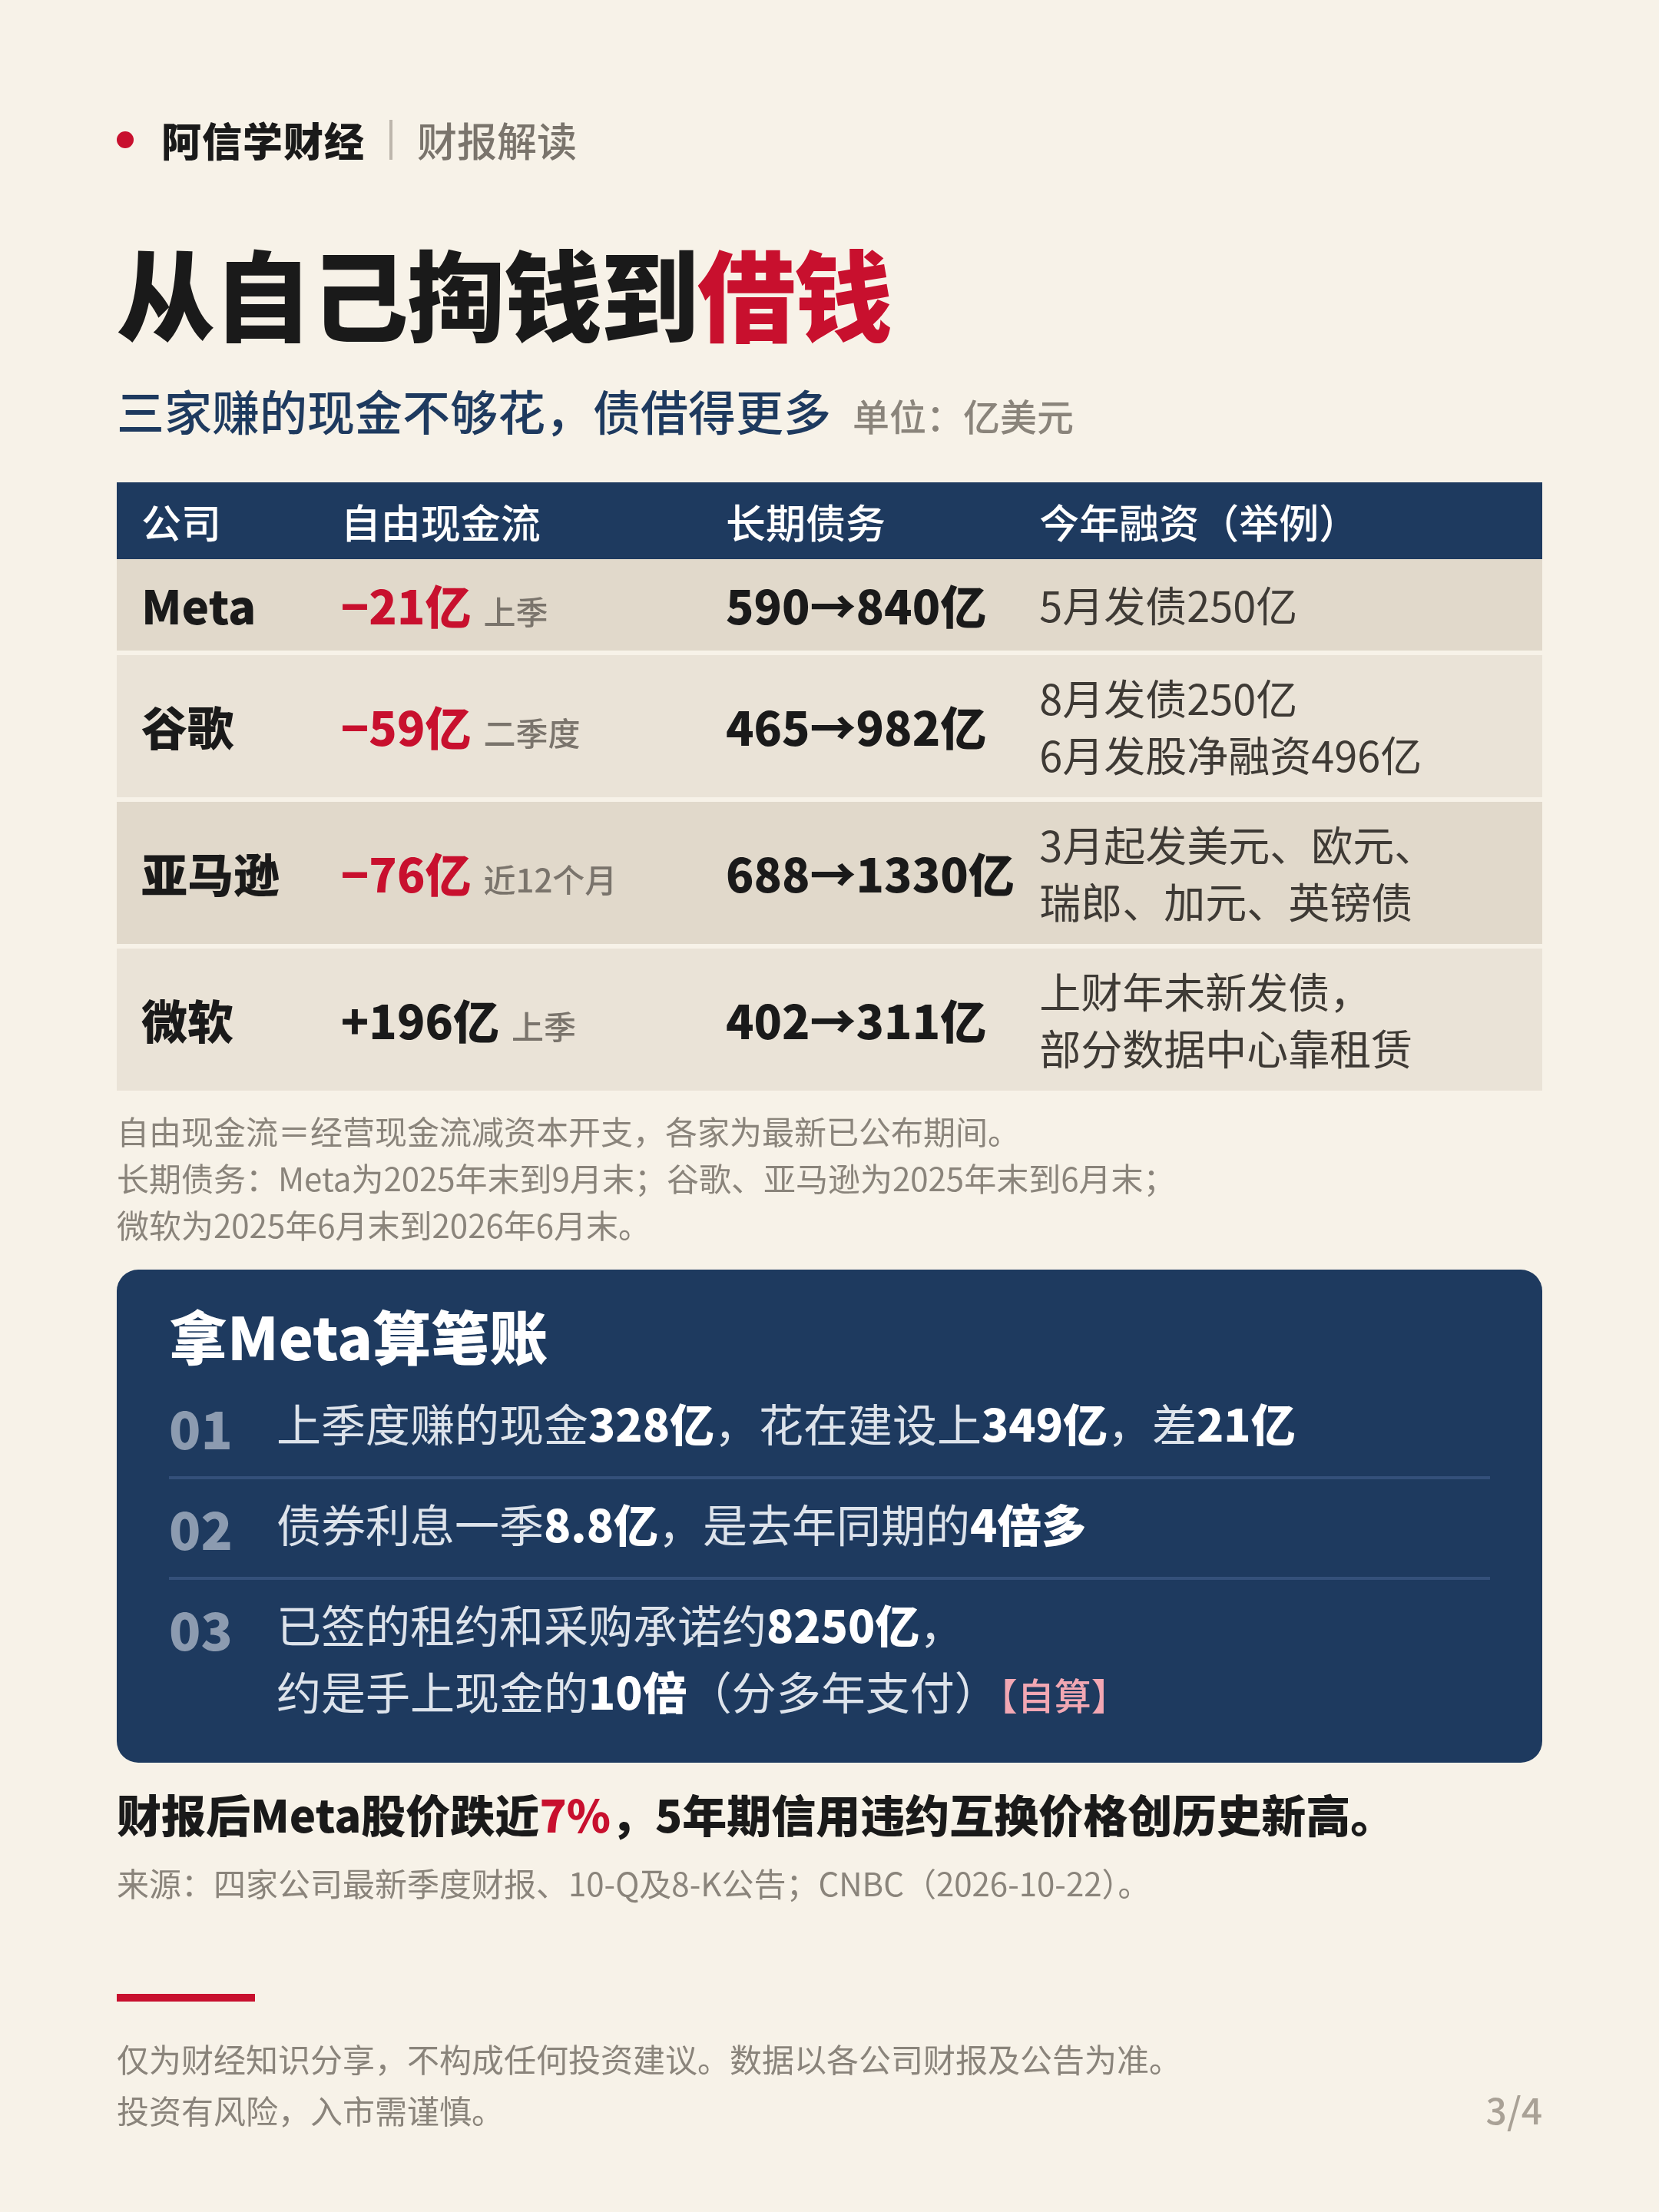 阿信学财经｜财报解读
从自己掏钱到借钱
三家赚的现金不够花，债借得更多 单位：亿美元
公司 自由现金流 长期债务 今年融资（举例）
Meta −21亿 上季 590→840亿 5月发债250亿
谷歌 −59亿 二季度 465→982亿 8月发债250亿
6月发股净融资496亿
亚马逊 −76亿 近12个月 688→1330亿 3月起发美元、欧元、
瑞郎、加元、英镑债
微软 +196亿 上季 402→311亿 上财年未新发债，
部分数据中心靠租赁
自由现金流＝经营现金流减资本开支，各家为最新已公布期间。
长期债务：Meta为2025年末到9月末；谷歌、亚马逊为2025年末到6月末；
微软为2025年6月末到2026年6月末。
拿Meta算笔账
01 上季度赚的现金328亿，花在建设上349亿，差21亿
02 债券利息一季8.8亿，是去年同期的4倍多
03 已签的租约和采购承诺约8250亿，
约是手上现金的10倍（分多年支付）【自算】
财报后Meta股价跌近7%，5年期信用违约互换价格创历史新高。
来源：四家公司最新季度财报、10-Q及8-K公告；CNBC（2026-10-22）。
仅为财经知识分享，不构成任何投资建议。数据以各公司财报及公告为准。
投资有风险，入市需谨慎。
3/4